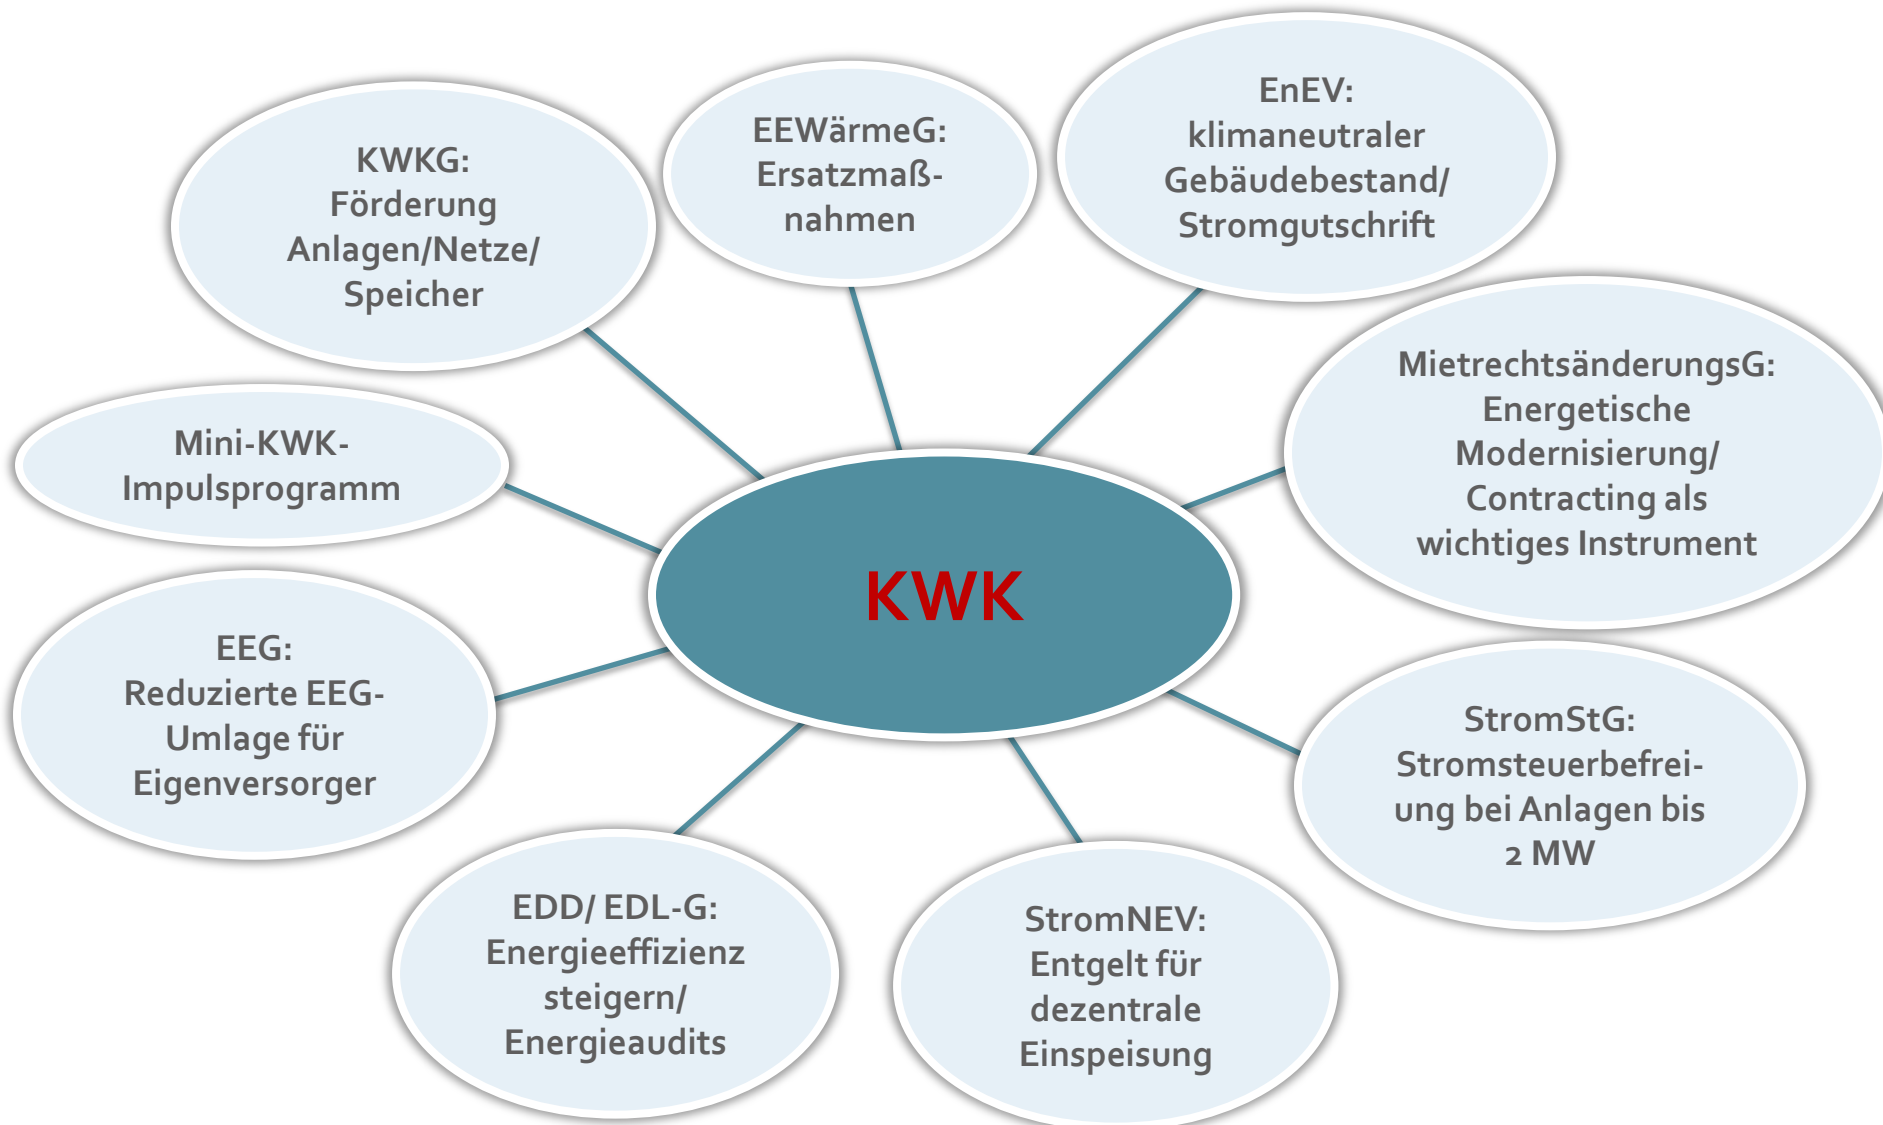 KWKG:
Förderung
Anlagen/Netze/
Speicher
EEWärmeG:
Ersatzmaß-
nahmen
EnEV:
klimaneutraler
Gebäudebestand/
Stromgutschrift
MietrechtsänderungsG:
Energetische
Modernisierung/
Contracting als
wichtiges Instrument
Mini-KWK-
Impulsprogramm
KWK
EEG:
Reduzierte EEG-
Umlage für
Eigenversorger
StromStG:
Stromsteuerbefrei-
ung bei Anlagen bis
2 MW
EDD/ EDL-G:
Energieeffizienz
steigern/
Energieaudits
StromNEV:
Entgelt für
dezentrale
Einspeisung